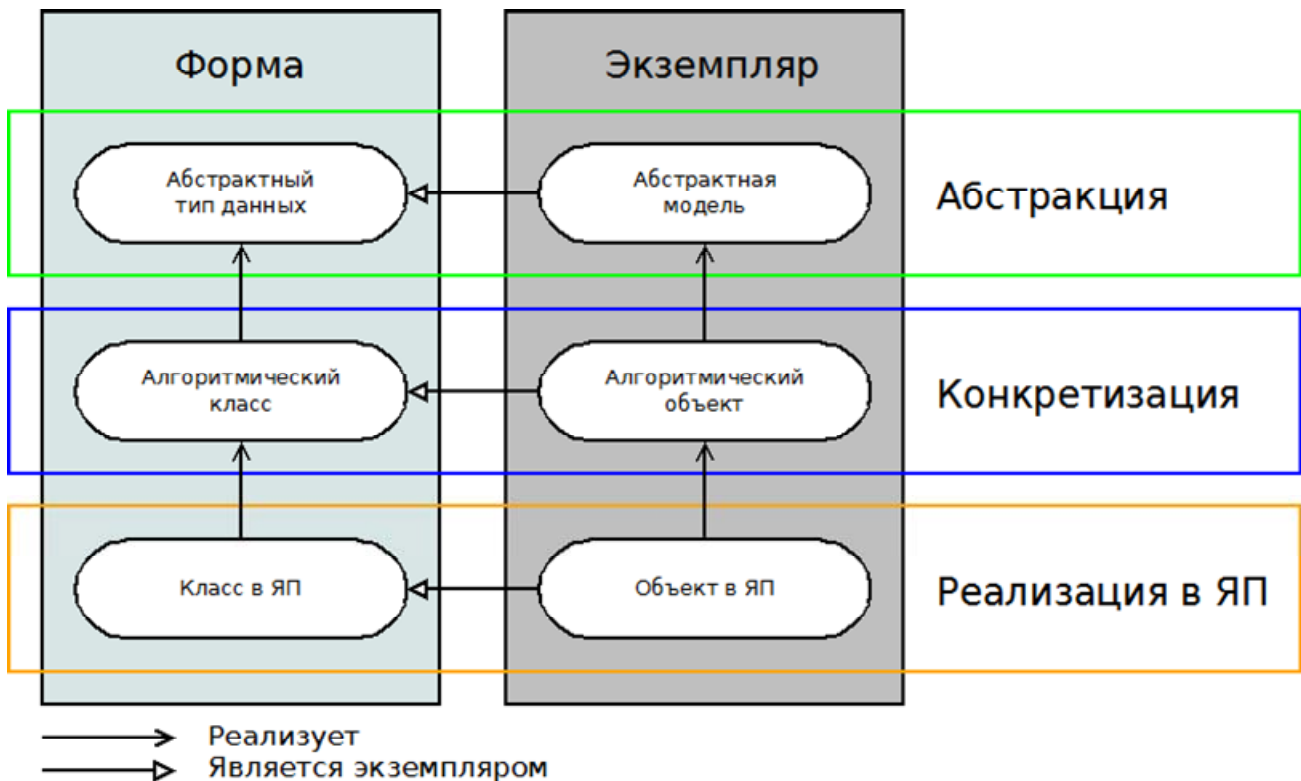 Форма
Экземпляр
Абстрактный
тип данных
Абстрактная
модель
Абстракция
Алгоритмический
класс
Алгоритмический
объект
Конкретизация
Класс в ЯП
Объект в ЯП
Реализация в ЯП
Реализует
Является экземпляром